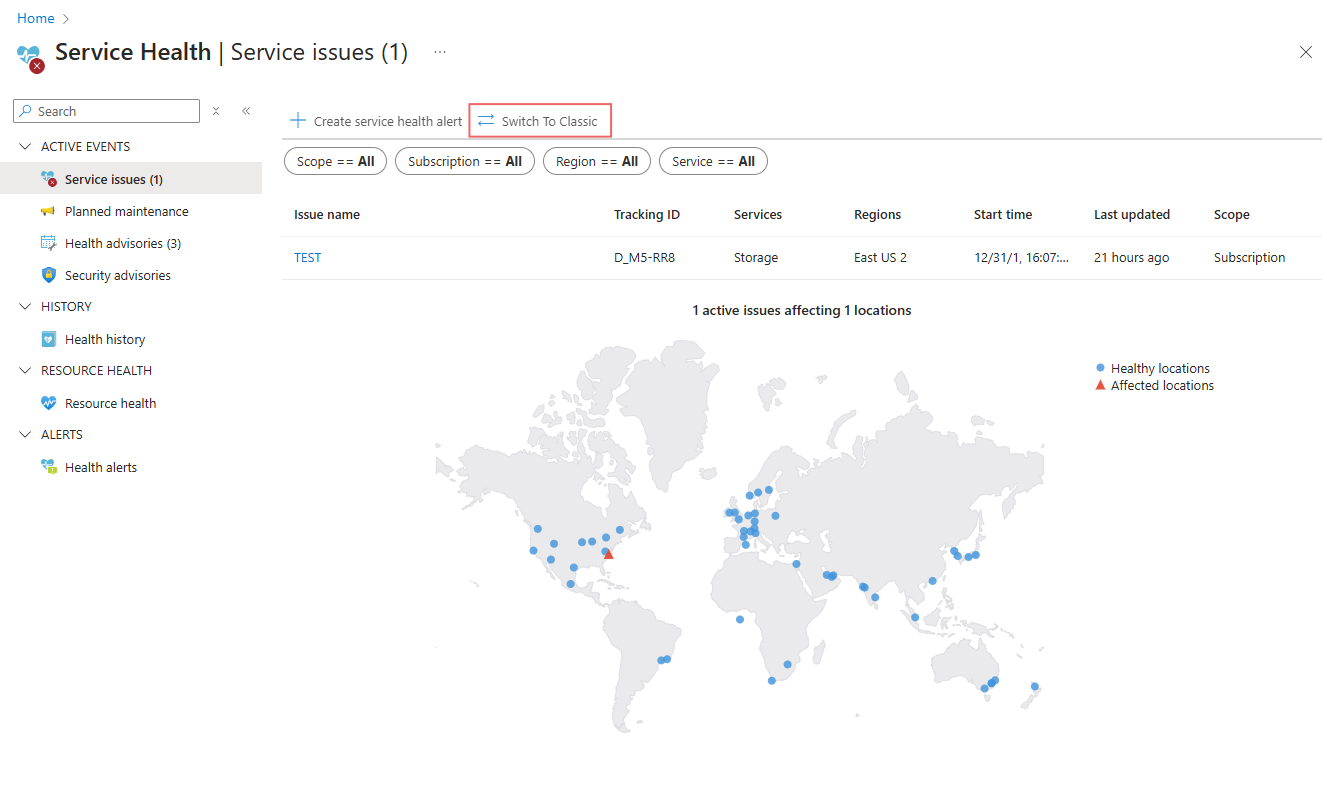 Home
Service Health | Service issues (1) ...
Search
Create service health alert
Switch To Classic
ACTIVE EVENTS
Service issues (1)
Planned maintenance
Health advisories (3)
Security advisories
HISTORY
Health history
RESOURCE HEALTH
Resource health
ALERTS
Health alerts
Scope == All
Subscription == All
Region == All
Service == All
Issue name Tracking ID Services Regions Start time Last updated Scope
TEST D_M5-RR8 Storage East US 2 12/31/1, 16:07:... 21 hours ago Subscription
1 active issues affecting 1 locations
Healthy locations
Affected locations